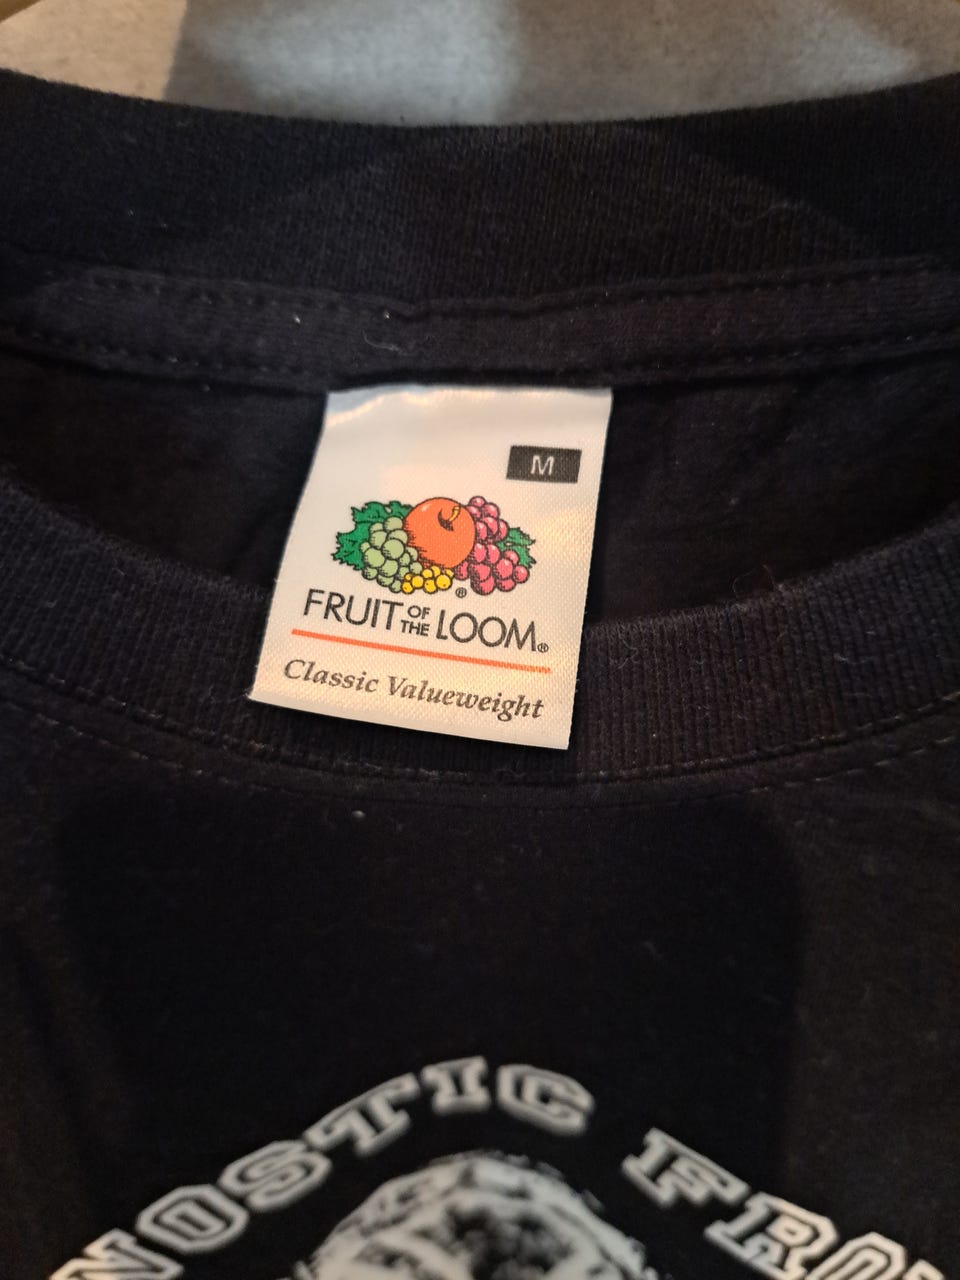 M
FRUIT OF THE LOOM®
Classic Valueweight
NOSTIC FRO